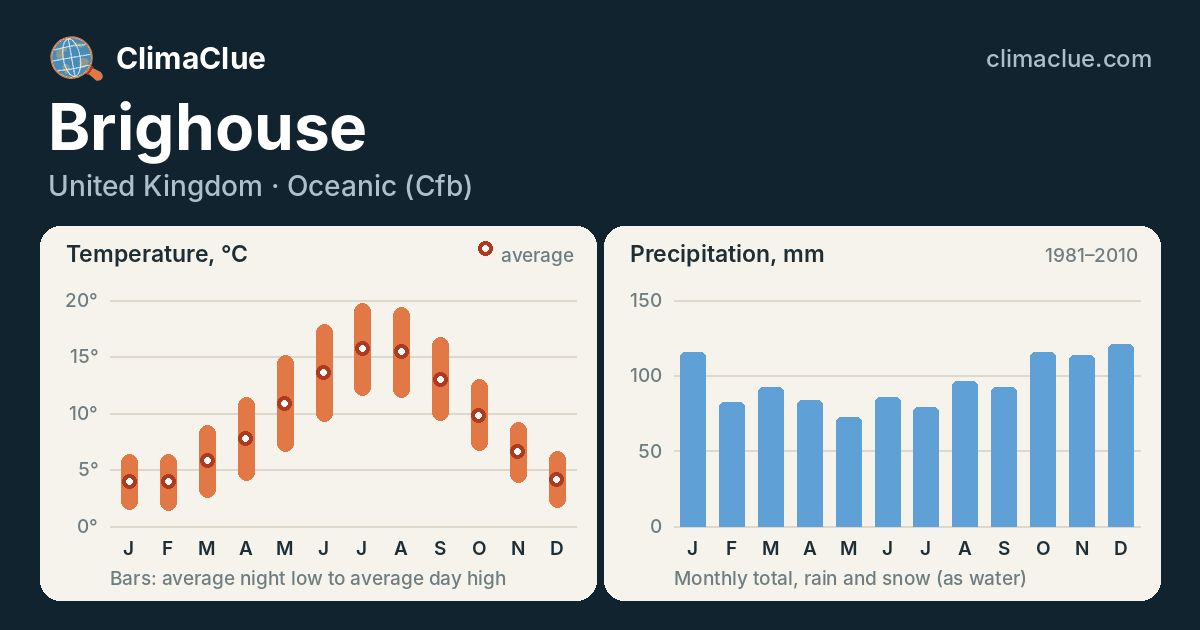 ClimaClue
climaclue.com
Brighouse
United Kingdom · Oceanic (Cfb)
Temperature, °C
average
20°
15°
10°
5°
0°
J F M A M J J A S O N D
Bars: average night low to average day high
Precipitation, mm
1981–2010
150
100
50
0
J F M A M J J A S O N D
Monthly total, rain and snow (as water)